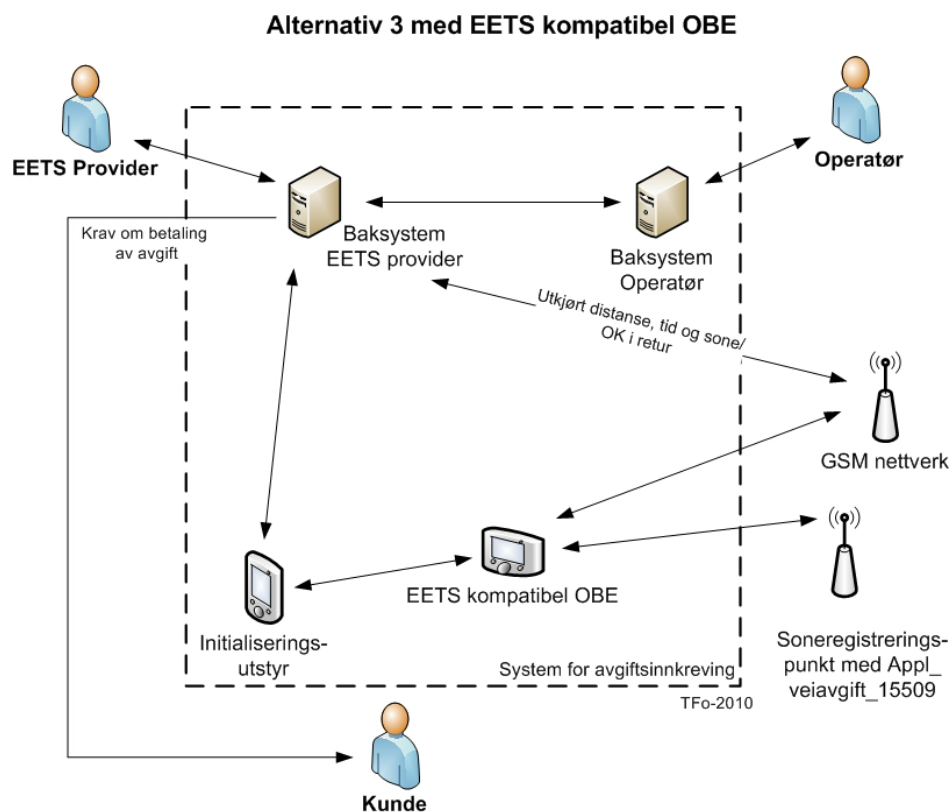 Alternativ 3 med EETS kompatibel OBE
EETS Provider
Operatør
Krav om betaling
av avgift
Baksystem
EETS provider
Baksystem
Operatør
Utkjørt distanse, tid og sone/
OK i retur
GSM nettverk
EETS kompatibel OBE
Initialiserings-
utstyr
Soneregistrerings-
punkt med Appl_
veiavgift_15509
System for avgiftsinnkreving
TFo-2010
Kunde